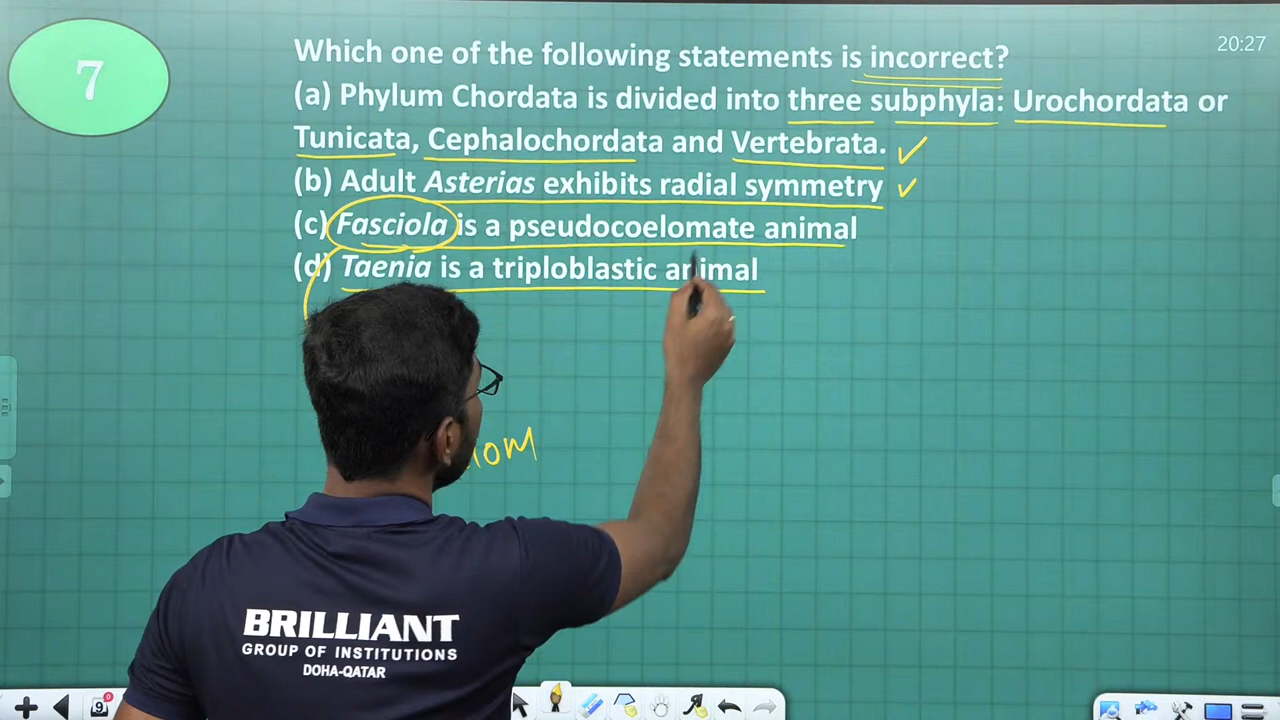 7
20:27
Which one of the following statements is incorrect?
(a) Phylum Chordata is divided into three subphyla: Urochordata or
Tunicata, Cephalochordata and Vertebrata.
(b) Adult Asterias exhibits radial symmetry
(c) Fasciola is a pseudocoelomate animal
(d) Taenia is a triploblastic animal
BRILLIANT
GROUP OF INSTITUTIONS
DOHA-QATAR